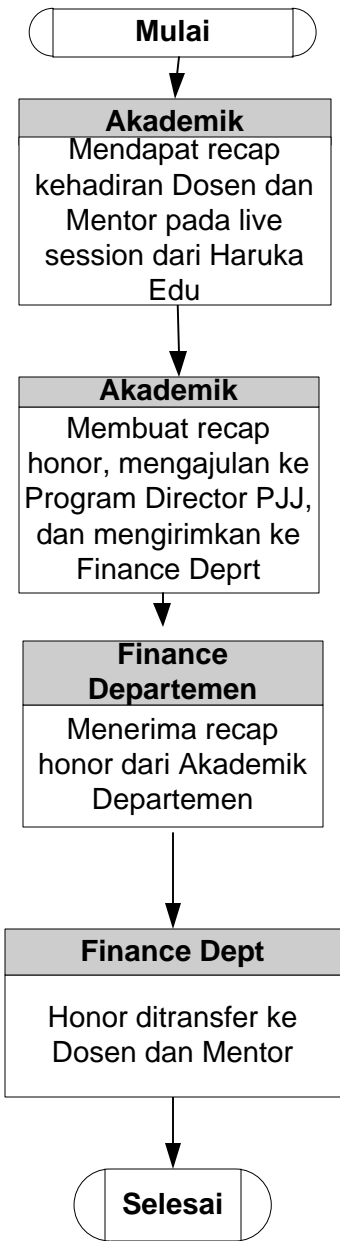 Mulai
Akademik
Mendapat recap
kehadiran Dosen dan
Mentor pada live
session dari Haruka
Edu
Akademik
Membuat recap
honor, mengajulan ke
Program Director PJJ,
dan mengirimkan ke
Finance Deprt
Finance
Departemen
Menerima recap
honor dari Akademik
Departemen
Finance Dept
Honor ditransfer ke
Dosen dan Mentor
Selesai